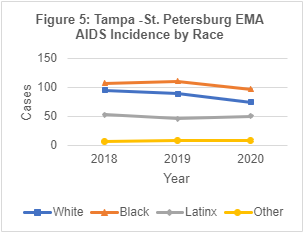 Figure 5: Tampa -St. Petersburg EMA
AIDS Incidence by Race
150
100
50
0
Cases
2018 2019 2020
Year
White Black Latinx Other